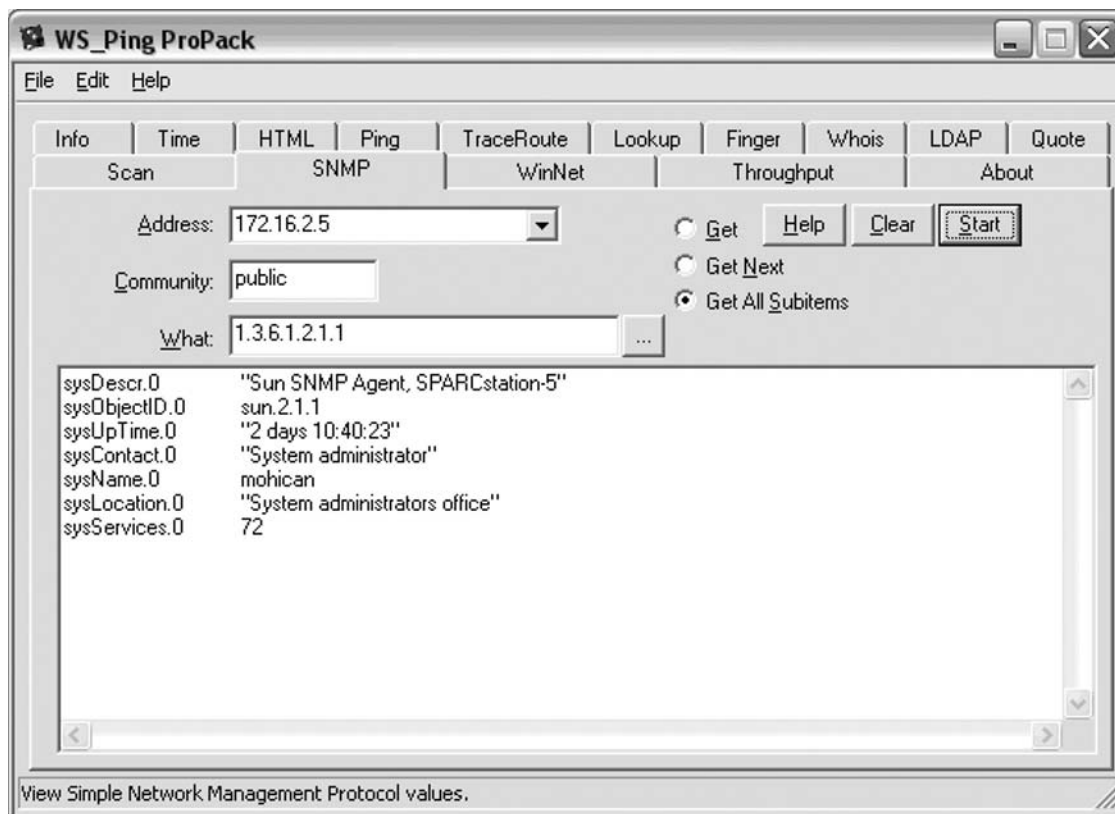 WS_Ping ProPack
File Edit Help
Info Time HTML Ping TraceRoute Lookup Finger Whois LDAP Quote
Scan SNMP WinNet Throughput About
Address: 172.16.2.5 Get Help Clear Start
Get Next
Community: public
Get All Subitems
What: 1.3.6.1.2.1.1 ...
sysDescr.0 "Sun SNMP Agent, SPARCstation-5"
sysObjectID.0 sun.2.1.1
sysUpTime.0 "2 days 10:40:23"
sysContact.0 "System administrator"
sysName.0 mohican
sysLocation.0 "System administrators office"
sysServices.0 72
View Simple Network Management Protocol values.